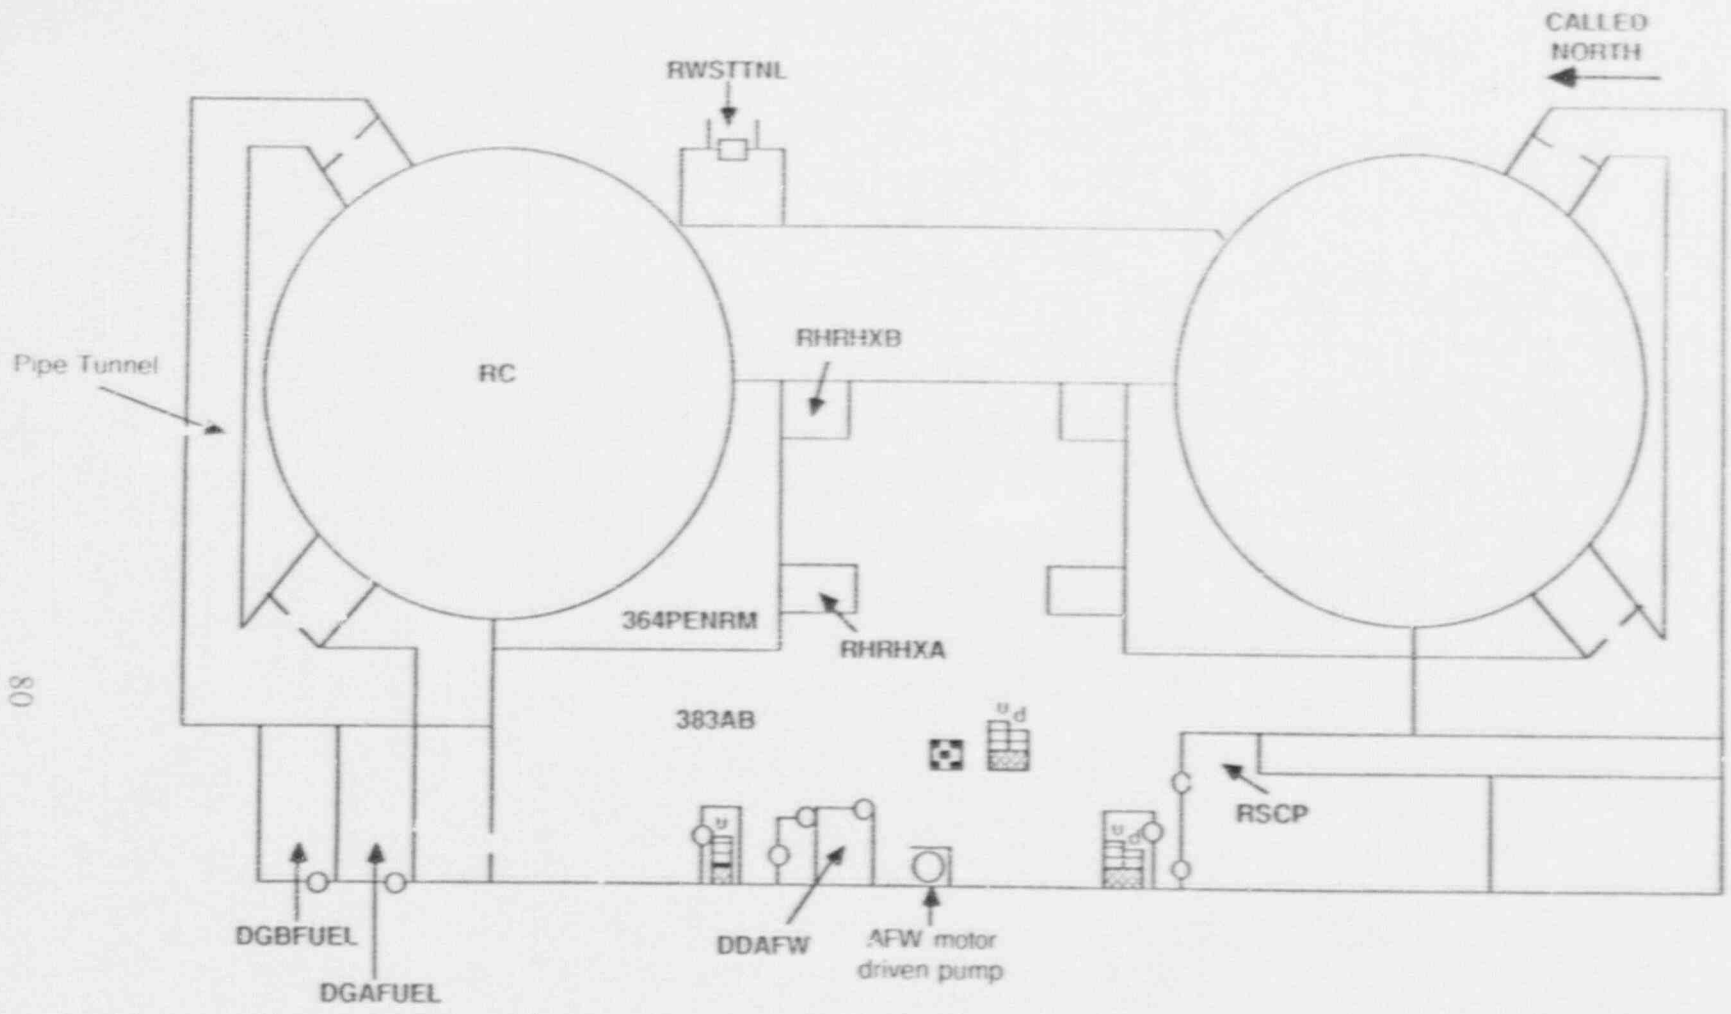 CALLED
NORTH
RWSTTNL
RHRHXB
Pipe Tunnel
RC
364PENRM
RHRHXA
80
383AB
u d
RSCP
u
u d
DGBFUEL
DDAFW
AFW motor
driven pump
DGAFUEL